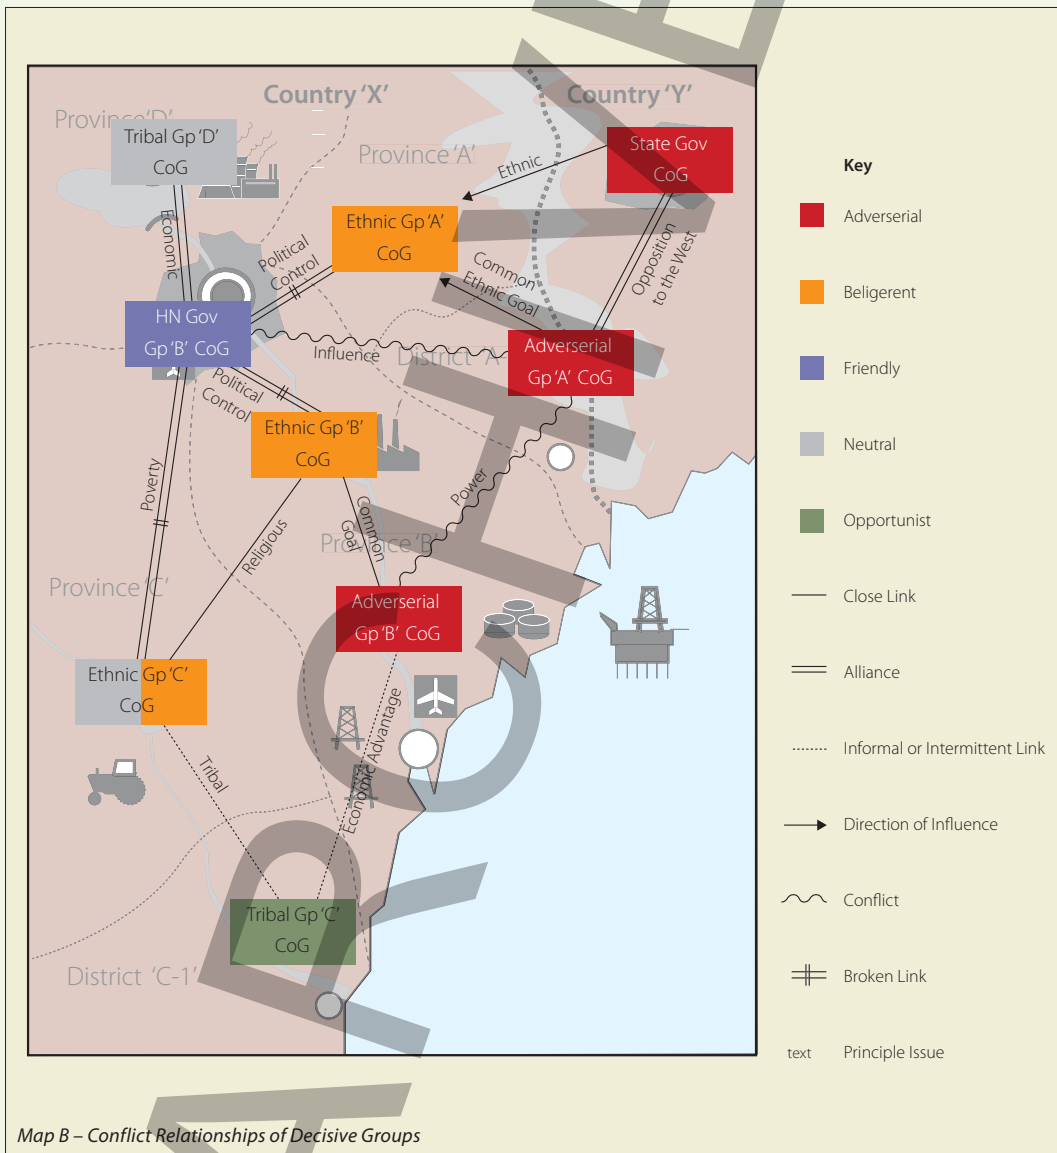 Country 'X'
Country 'Y'
Province 'D'
Tribal Gp 'D'
CoG
Province 'A'
Ethnic
State Gov
CoG
Ethnic Gp 'A'
CoG
Economic
Political
Control
Common
Ethnic Goal
Opposition
to the West
HN Gov
Gp 'B' CoG
Influence
District 'A-
Adverserial
Gp 'A' CoG
Political
Control
Ethnic Gp 'B'
CoG
Poverty
Religious
Common
Goal
Power
Province 'B'
Province 'C'
Adverserial
Gp 'B' CoG
Ethnic Gp 'C'
CoG
Tribal
Economic Advantage
Tribal Gp 'C'
CoG
District 'C-1'
Key
Adverserial
Beligerent
Friendly
Neutral
Opportunist
Close Link
Alliance
Informal or Intermittent Link
Direction of Influence
Conflict
Broken Link
text Principle Issue
Map B – Conflict Relationships of Decisive Groups